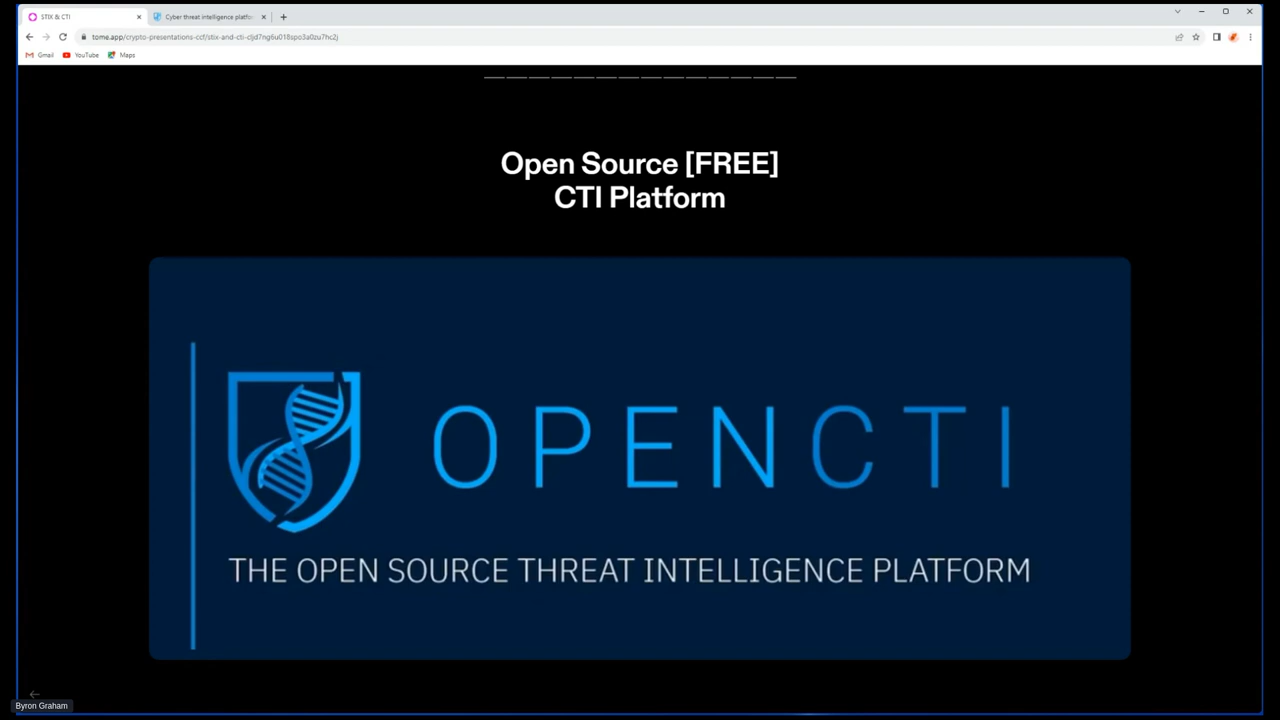 STIX & CTI
Cyber threat intelligence platfo
tome.app/crypto-presentations-ccf/stix-and-cti-cljd7ng6u018spo3a0zu7hc2j
Gmail
YouTube
Maps
Open Source [FREE]
CTI Platform
OPENCTI
THE OPEN SOURCE THREAT INTELLIGENCE PLATFORM
Byron Graham